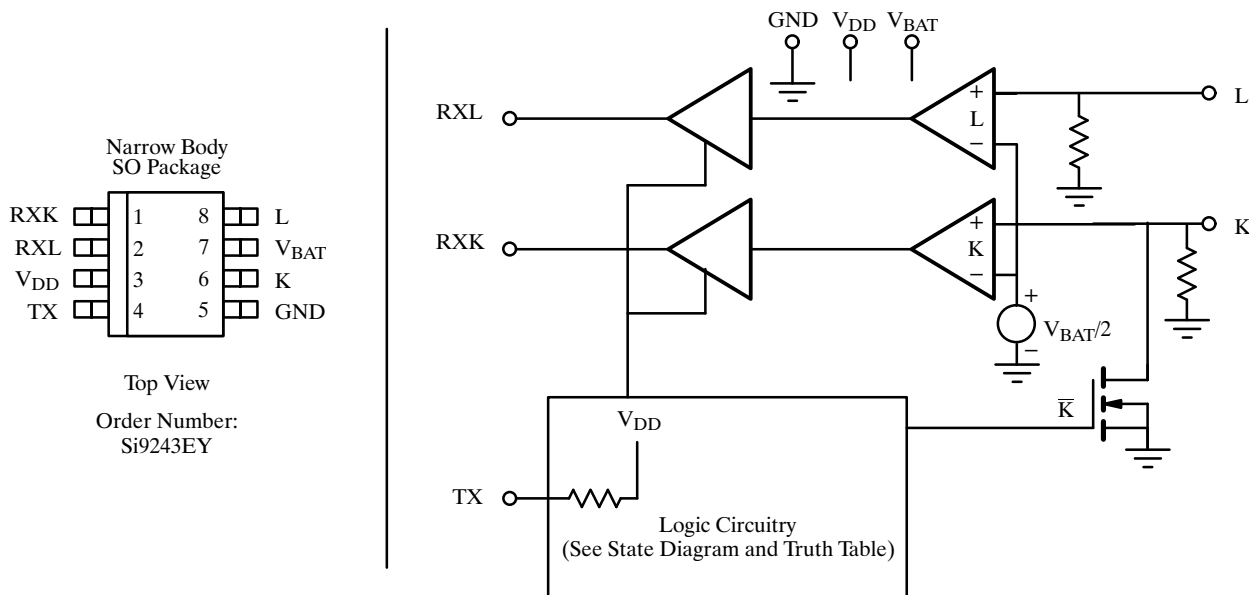 Narrow Body
SO Package
RXK 1 8 L
RXL 2 7 VBAT
VDD 3 6 K
TX 4 5 GND
Top View
Order Number:
Si9243EY
GND VDD VBAT
RXL
+
L
−
L
RXK
+
K
−
K
+
VBAT/2
−
K̅
VDD
TX
Logic Circuitry
(See State Diagram and Truth Table)